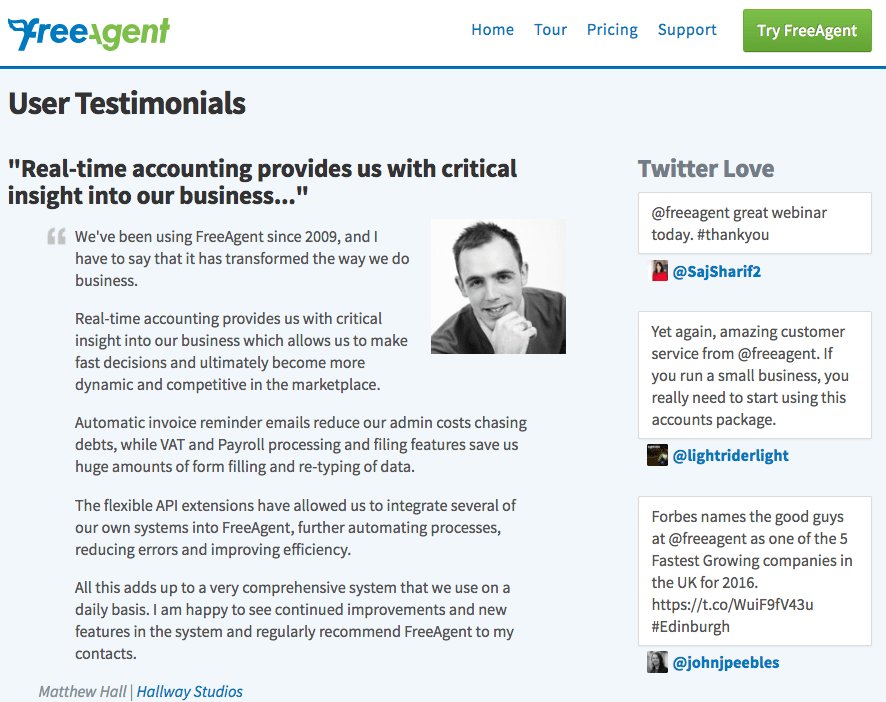 freeagent
Home Tour Pricing Support Try FreeAgent
User Testimonials
"Real-time accounting provides us with critical
insight into our business..."
We've been using FreeAgent since 2009, and I
have to say that it has transformed the way we do
business.
Real-time accounting provides us with critical
insight into our business which allows us to make
fast decisions and ultimately become more
dynamic and competitive in the marketplace.
Automatic invoice reminder emails reduce our admin costs chasing
debts, while VAT and Payroll processing and filing features save us
huge amounts of form filling and re-typing of data.
The flexible API extensions have allowed us to integrate several of
our own systems into FreeAgent, further automating processes,
reducing errors and improving efficiency.
All this adds up to a very comprehensive system that we use on a
daily basis. I am happy to see continued improvements and new
features in the system and regularly recommend FreeAgent to my
contacts.
Matthew Hall | Hallway Studios
Twitter Love
@freeagent great webinar
today. #thankyou
@SajSharif2
Yet again, amazing customer
service from @freeagent. If
you run a small business, you
really need to start using this
accounts package.
@lightriderlight
Forbes names the good guys
at @freeagent as one of the 5
Fastest Growing companies in
the UK for 2016.
https://t.co/WuiF9fV43u
#Edinburgh
@johnjpeebles